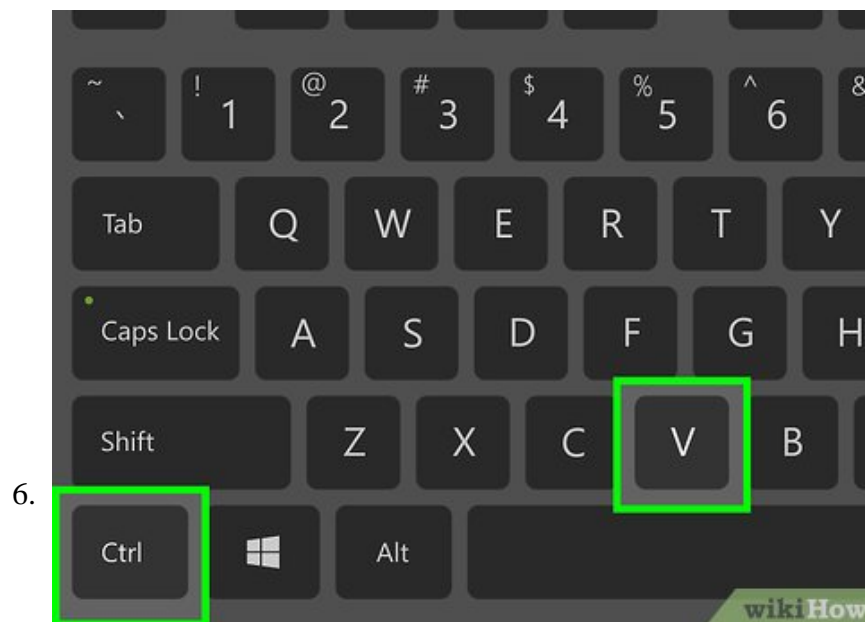 ~ ` ! 1 @ 2 # 3 $ 4 % 5 ^ 6 &
Tab Q W E R T Y
Caps Lock A S D F G H
Shift Z X C V B
6.
Ctrl Alt
wikiHow